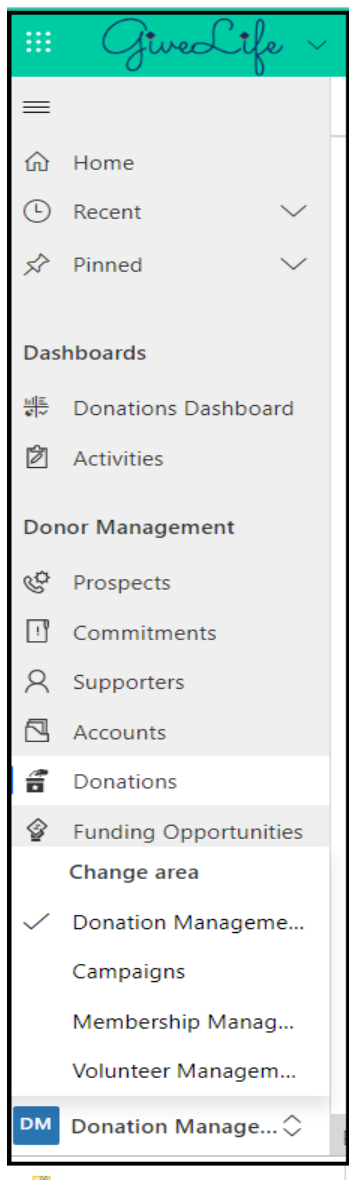 GiveLife
Home
Recent
Pinned
Dashboards
Donations Dashboard
Activities
Donor Management
Prospects
Commitments
Supporters
Accounts
Donations
Funding Opportunities
Change area
Donation Manageme...
Campaigns
Membership Manag...
Volunteer Managem...
DM Donation Manage...